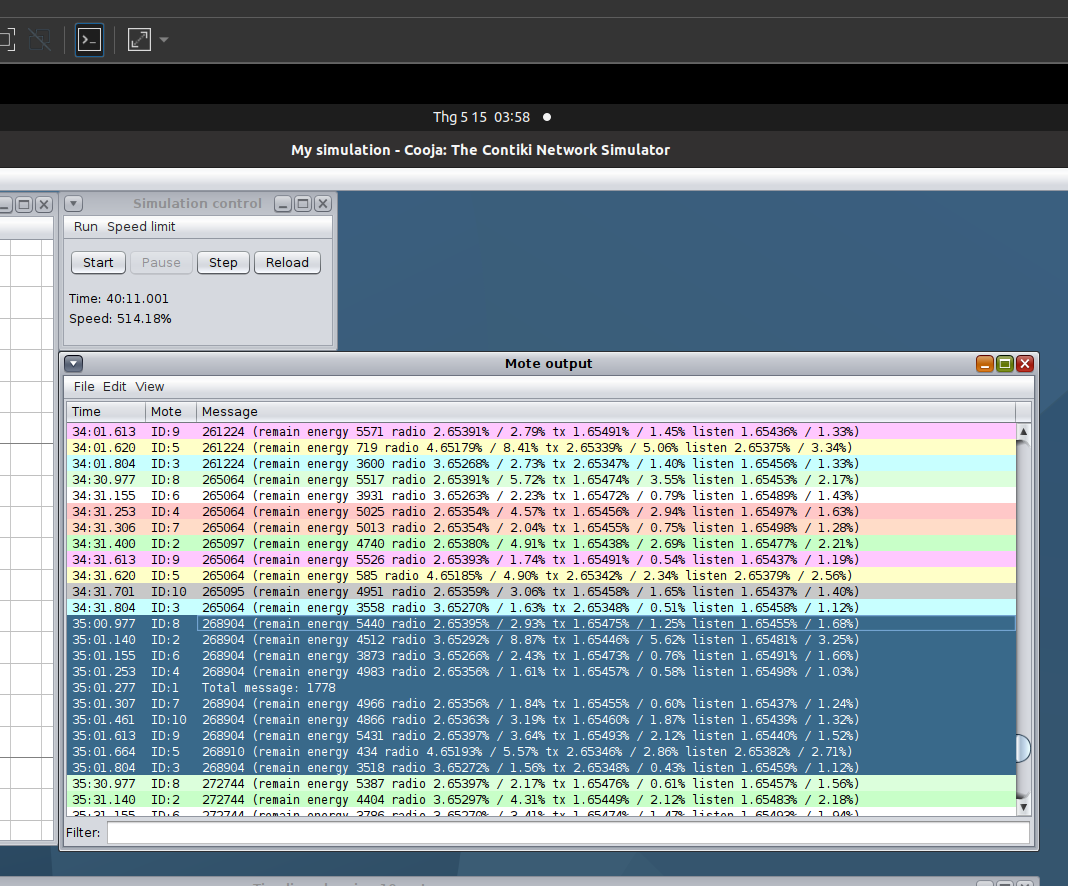 Thg 5 15 03:58
My simulation - Cooja: The Contiki Network Simulator
Simulation control
Run Speed limit
Start Pause Step Reload
Time: 40:11.001
Speed: 514.18%
Mote output
File Edit View
Time Mote Message
34:01.613 ID:9 261224 (remain energy 5571 radio 2.65391% / 2.79% tx 1.65491% / 1.45% listen 1.65436% / 1.33%)
34:01.620 ID:5 261224 (remain energy 719 radio 4.65179% / 8.41% tx 2.65339% / 5.06% listen 2.65375% / 3.34%)
34:01.804 ID:3 261224 (remain energy 3600 radio 3.65268% / 2.73% tx 2.65347% / 1.40% listen 1.65456% / 1.33%)
34:30.977 ID:8 265064 (remain energy 5517 radio 2.65391% / 5.72% tx 1.65474% / 3.55% listen 1.65453% / 2.17%)
34:31.155 ID:6 265064 (remain energy 3931 radio 3.65263% / 2.23% tx 1.65472% / 0.79% listen 1.65489% / 1.43%)
34:31.253 ID:4 265064 (remain energy 5025 radio 2.65354% / 4.57% tx 1.65456% / 2.94% listen 1.65497% / 1.63%)
34:31.306 ID:7 265064 (remain energy 5013 radio 2.65354% / 2.04% tx 1.65455% / 0.75% listen 1.65498% / 1.28%)
34:31.400 ID:2 265097 (remain energy 4740 radio 2.65380% / 4.91% tx 1.65438% / 2.69% listen 1.65477% / 2.21%)
34:31.613 ID:9 265064 (remain energy 5526 radio 2.65393% / 1.74% tx 1.65491% / 0.54% listen 1.65437% / 1.19%)
34:31.620 ID:5 265064 (remain energy 585 radio 4.65185% / 4.90% tx 2.65342% / 2.34% listen 2.65379% / 2.56%)
34:31.701 ID:10 265095 (remain energy 4951 radio 2.65359% / 3.06% tx 1.65458% / 1.65% listen 1.65437% / 1.40%)
34:31.804 ID:3 265064 (remain energy 3558 radio 3.65270% / 1.63% tx 2.65348% / 0.51% listen 1.65458% / 1.12%)
35:00.977 ID:8 268904 (remain energy 5440 radio 2.65395% / 2.93% tx 1.65475% / 1.25% listen 1.65455% / 1.68%)
35:01.140 ID:2 268904 (remain energy 4512 radio 3.65292% / 8.87% tx 1.65446% / 5.62% listen 1.65481% / 3.25%)
35:01.155 ID:6 268904 (remain energy 3873 radio 3.65266% / 2.43% tx 1.65473% / 0.76% listen 1.65491% / 1.66%)
35:01.253 ID:4 268904 (remain energy 4983 radio 2.65356% / 1.61% tx 1.65457% / 0.58% listen 1.65498% / 1.03%)
35:01.277 ID:1 Total message: 1778
35:01.307 ID:7 268904 (remain energy 4966 radio 2.65356% / 1.84% tx 1.65455% / 0.60% listen 1.65437% / 1.24%)
35:01.461 ID:10 268904 (remain energy 4866 radio 2.65363% / 3.19% tx 1.65460% / 1.87% listen 1.65439% / 1.32%)
35:01.613 ID:9 268904 (remain energy 5431 radio 2.65397% / 3.64% tx 1.65493% / 2.12% listen 1.65440% / 1.52%)
35:01.664 ID:5 268910 (remain energy 434 radio 4.65193% / 5.57% tx 2.65346% / 2.86% listen 2.65382% / 2.71%)
35:01.804 ID:3 268904 (remain energy 3518 radio 3.65272% / 1.56% tx 2.65348% / 0.43% listen 1.65459% / 1.12%)
35:30.977 ID:8 272744 (remain energy 5387 radio 2.65397% / 2.17% tx 1.65476% / 0.61% listen 1.65457% / 1.56%)
35:31.140 ID:2 272744 (remain energy 4404 radio 3.65297% / 4.31% tx 1.65449% / 2.12% listen 1.65483% / 2.18%)
35:31.155 ID:6 272744 (remain energy 3786 radio 3.65270% / 3.41% tx 1.65474% / 1.47% listen 1.65493% / 1.94%)
Filter: